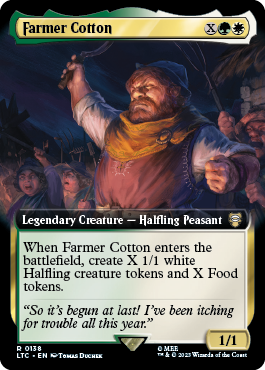 Farmer Cotton X
Legendary Creature — Halfling Peasant
When Farmer Cotton enters the
battlefield, create X 1/1 white
Halfling creature tokens and X Food
tokens.
“So it's begun at last! I've been itching
for trouble all this year.”
1/1
R 0138
LTC • EN Tomas Duchek
© MEE
™ & © 2023 Wizards of the Coast